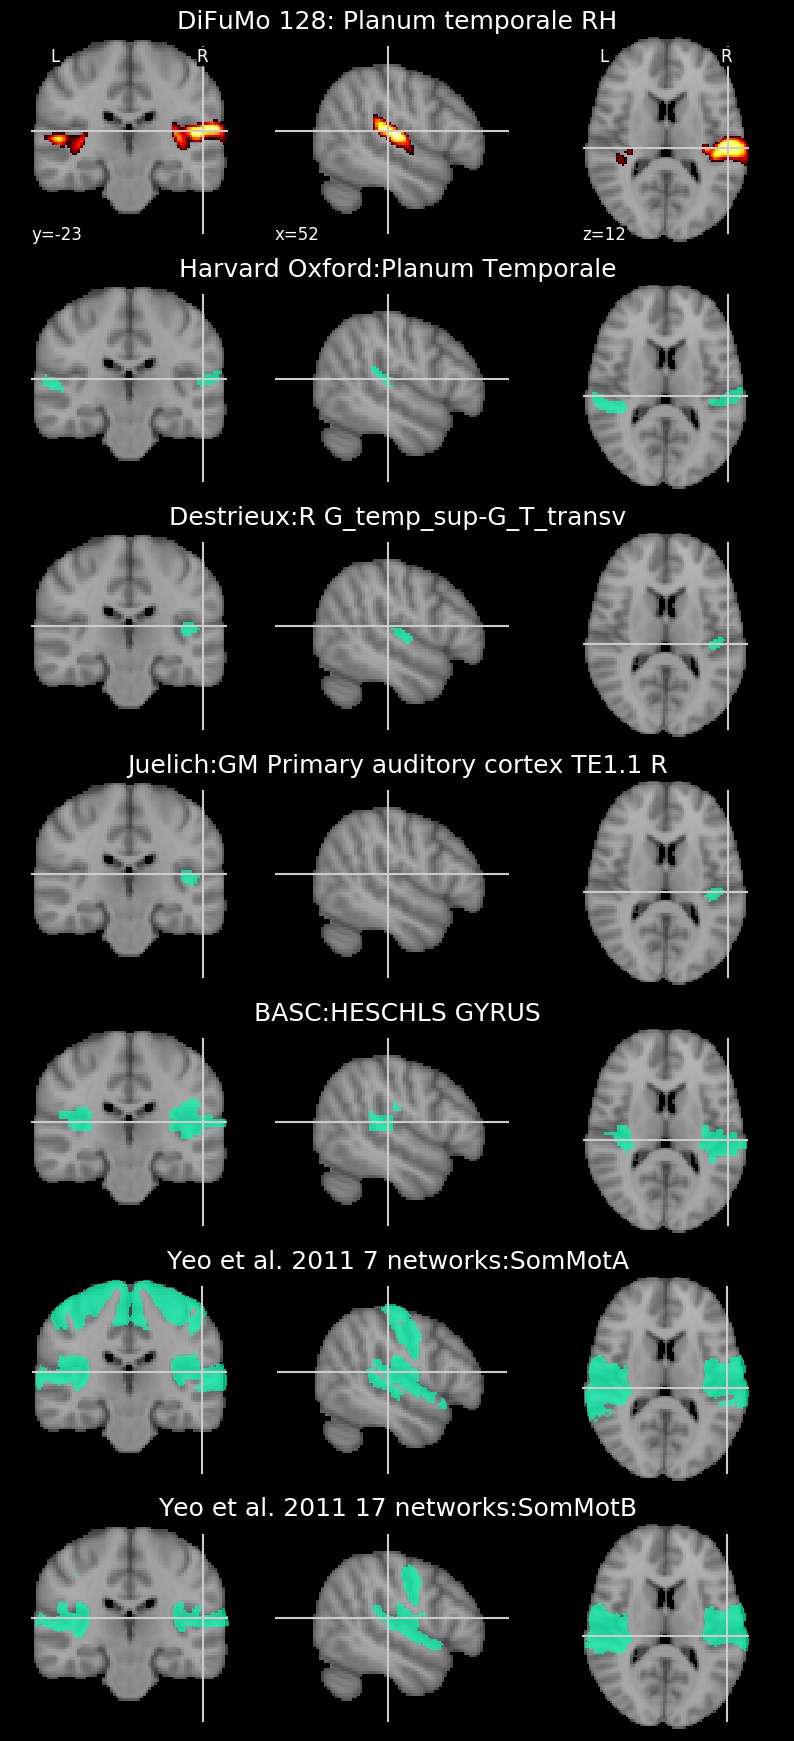 DiFuMo 128: Planum temporale RH
L R L R
y=-23 x=52 z=12
Harvard Oxford:Planum Temporale
Destrieux:R G_temp_sup-G_T_transv
Juelich:GM Primary auditory cortex TE1.1 R
BASC:HESCHLS GYRUS
Yeo et al. 2011 7 networks:SomMotA
Yeo et al. 2011 17 networks:SomMotB